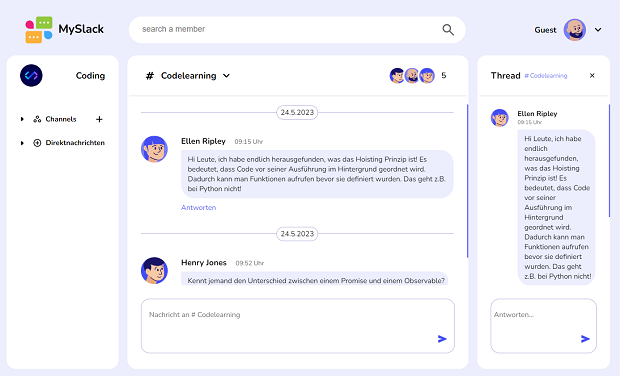 MySlack
search a member
Guest
Coding
Channels
Direktnachrichten
# Codelearning
5
24.5.2023
Ellen Ripley 09:15 Uhr
Hi Leute, ich habe endlich herausgefunden, was das Hoisting Prinzip ist! Es
bedeutet, dass Code vor seiner Ausführung im Hintergrund geordnet wird.
Dadurch kann man Funktionen aufrufen bevor sie definiert wurden. Das geht z.B.
bei Python nicht!
Antworten
24.5.2023
Henry Jones 09:52 Uhr
Kennt jemand den Unterschied zwischen einem Promise und einem Observable?
Nachricht an # Codelearning
Thread # Codelearning
Ellen Ripley
09:15 Uhr
Hi Leute, ich
habe endlich
herausgefunden,
was das Hoisting
Prinzip ist! Es
bedeutet, dass
Code vor seiner
Ausführung im
Hintergrund
geordnet wird.
Dadurch kann man
Funktionen aufrufen
bevor sie definiert
wurden. Das geht
z.B. bei Python nicht!
Antworten...